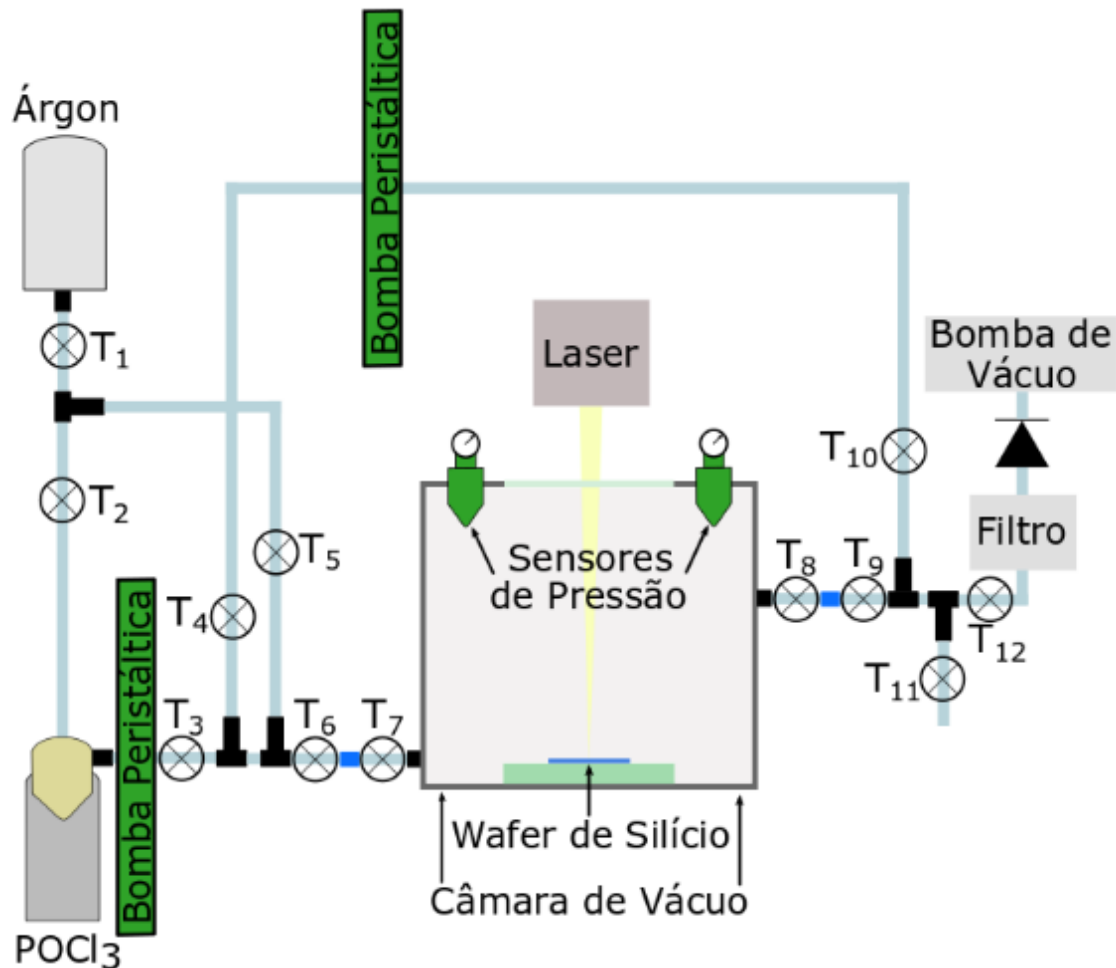 Árgon
Bomba Peristáltica
T1
Laser
Bomba de
Vácuo
T10
T2
Filtro
Sensores
de Pressão
T5
T8
T9
T4
T12
T11
T3
T6
T7
Bomba Peristáltica
Wafer de Silício
Câmara de Vácuo
POCl3